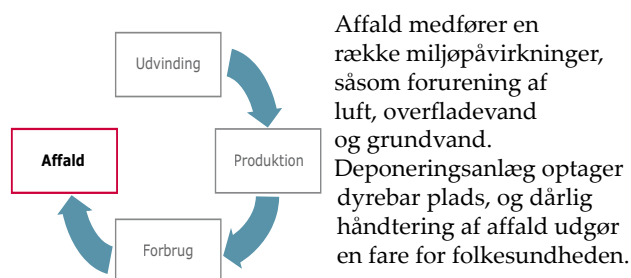 Udvinding
Produktion
Forbrug
Affald
Affald medfører en
række miljøpåvirkninger,
såsom forurening af
luft, overfladevand
og grundvand.
Deponeringsanlæg optager
dyrebar plads, og dårlig
håndtering af affald udgør
en fare for folkesundheden.